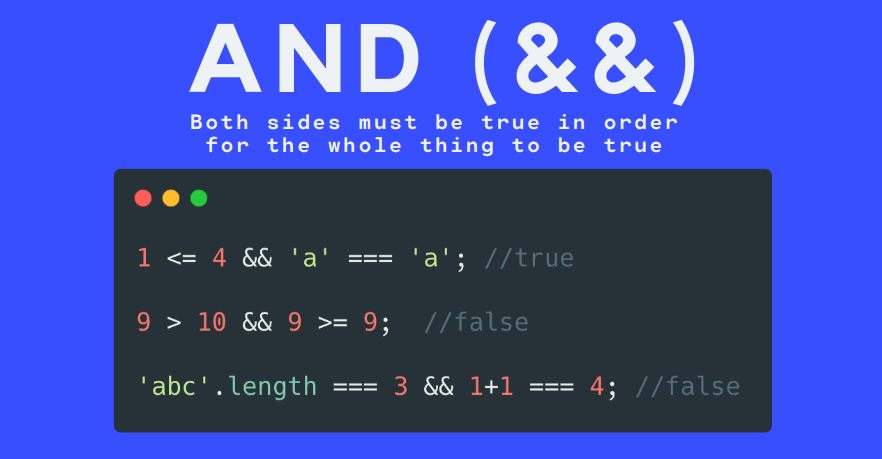 AND (&&)
Both sides must be true in order
for the whole thing to be true
1 <= 4 && 'a' === 'a'; //true
9 > 10 && 9 >= 9;  //false
'abc'.length === 3 && 1+1 === 4; //false